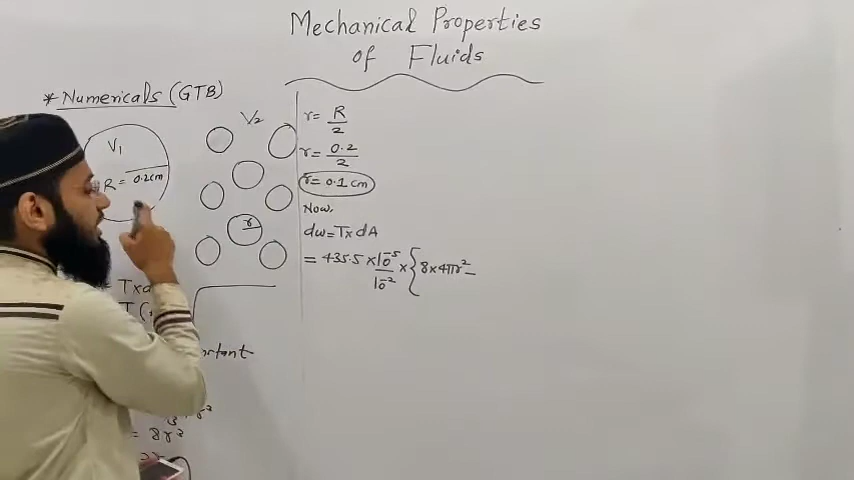 Mechanical Properties
of Fluids
* Numericals (GTB)
V₁
R = 0.2cm
V₂
r
r = R/2
r = 0.2/2
r = 0.1 cm
Now,
dw = T x dA
= 435.5 x 10⁻⁵/10⁻² x { 8 x 4πr² –
= 8r³